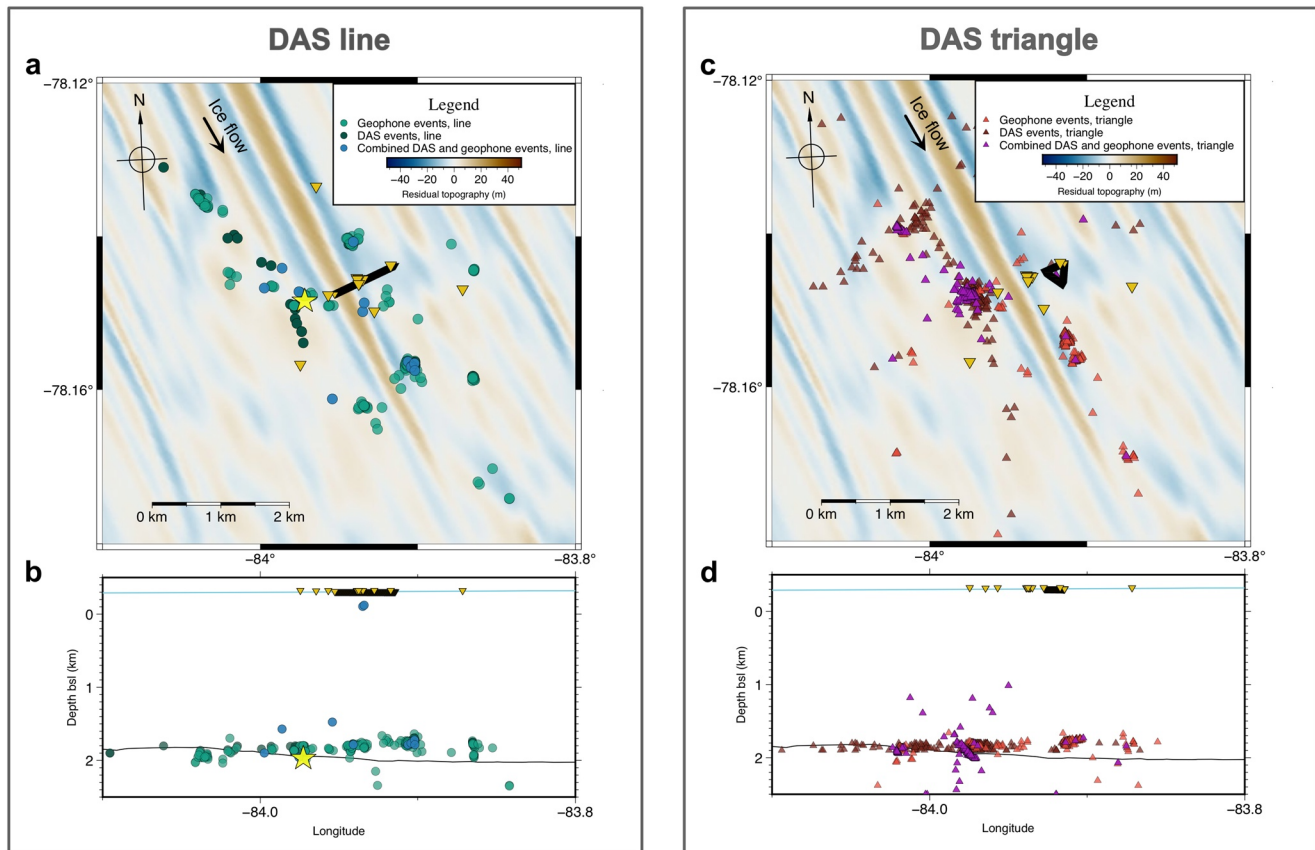 DAS line
a
−78.12°
N
Ice flow
Legend
Geophone events, line
DAS events, line
Combined DAS and geophone events, line
−40 −20 0 20 40
Residual topography (m)
−78.16°
0 km 1 km 2 km
−84° −83.8°
b
0
1
2
Depth bsl (km)
−84.0 −83.8
Longitude
DAS triangle
c
−78.12°
N
Ice flow
Legend
Geophone events, triangle
DAS events, triangle
Combined DAS and geophone events, triangle
−40 −20 0 20 40
Residual topography (m)
−78.16°
0 km 1 km 2 km
−84° −83.8°
d
0
1
2
Depth bsl (km)
−84.0 −83.8
Longitude